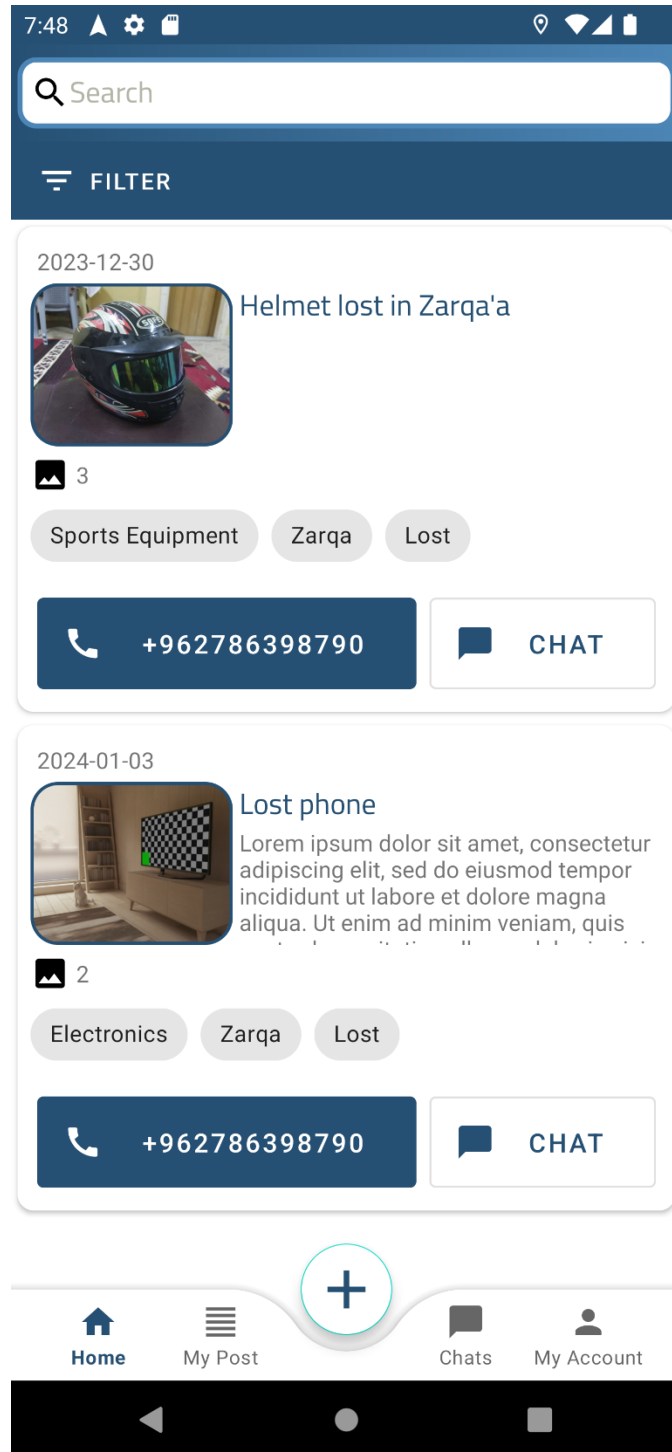 7:48
Search
FILTER
2023-12-30
Helmet lost in Zarqa'a
3
Sports Equipment
Zarqa
Lost
+962786398790
CHAT
2024-01-03
Lost phone
Lorem ipsum dolor sit amet, consectetur
adipiscing elit, sed do eiusmod tempor
incididunt ut labore et dolore magna
aliqua. Ut enim ad minim veniam, quis
2
Electronics
Zarqa
Lost
+962786398790
CHAT
Home
My Post
Chats
My Account